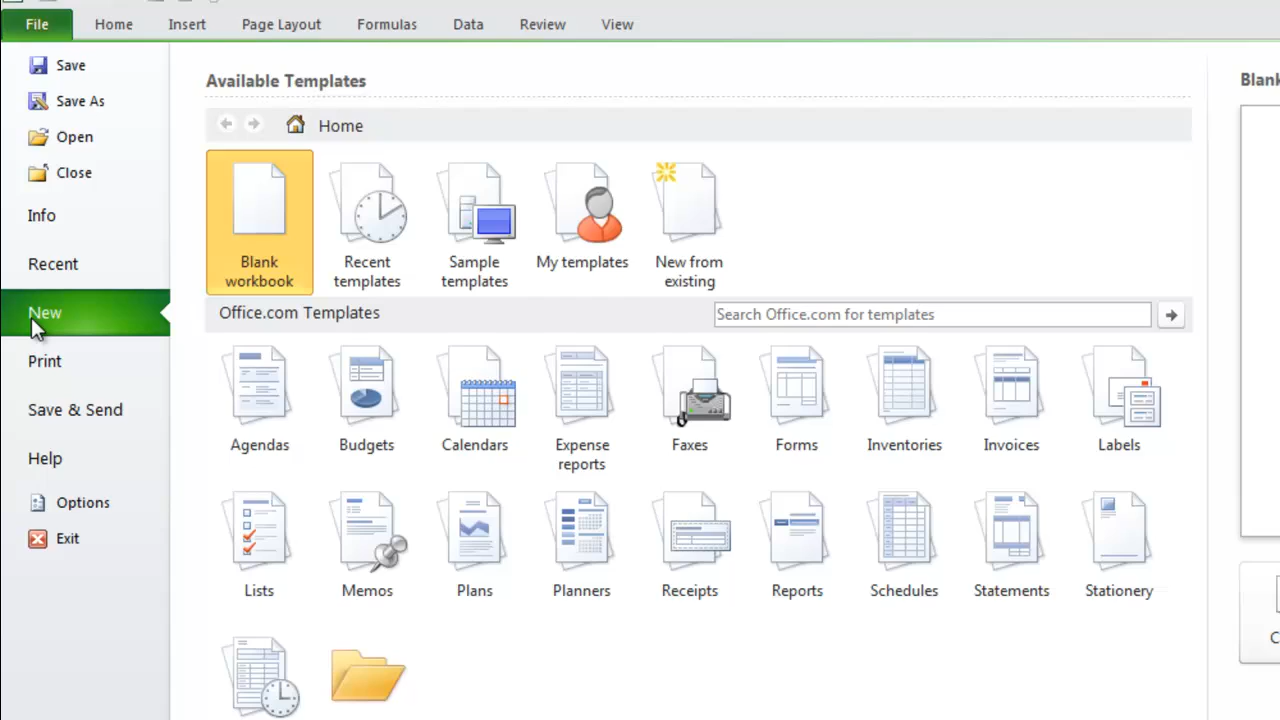 File Home Insert Page Layout Formulas Data Review View
Save
Save As
Open
Close
Info
Recent
New
Print
Save & Send
Help
Options
Exit
Available Templates
Home
Blank workbook
Recent templates
Sample templates
My templates
New from existing
Office.com Templates
Search Office.com for templates
Agendas
Budgets
Calendars
Expense reports
Faxes
Forms
Inventories
Invoices
Labels
Lists
Memos
Plans
Planners
Receipts
Reports
Schedules
Statements
Stationery
Blank